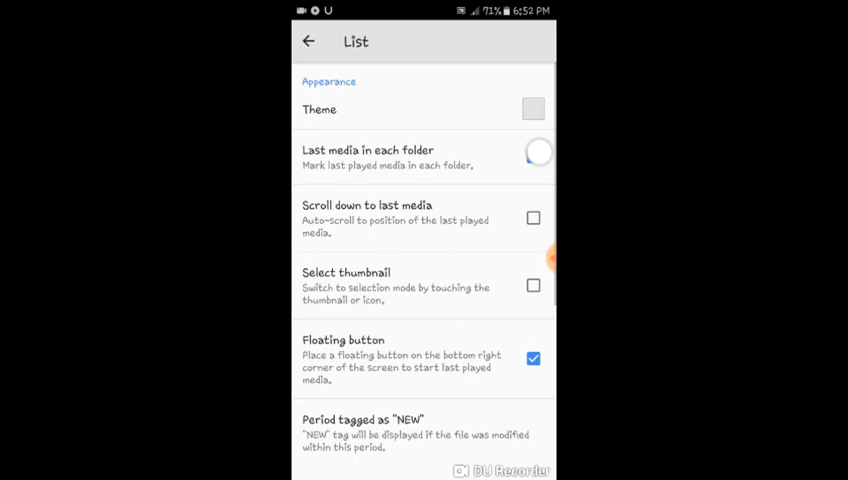 U 71% 6:52 PM
List
Appearance
Theme
Last media in each folder
Mark last played media in each folder.
Scroll down to last media
Auto-scroll to position of the last played
media.
Select thumbnail
Switch to selection mode by touching the
thumbnail or icon.
Floating button
Place a floating button on the bottom right
corner of the screen to start last played
media.
Period tagged as "NEW"
"NEW" tag will be displayed if the file was modified
within this period.
DU Recorder